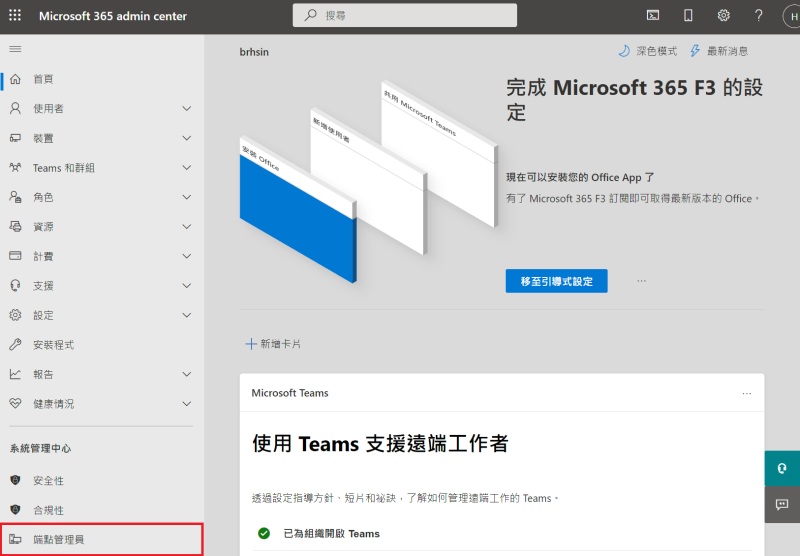 Microsoft 365 admin center
搜尋
H
brhsin
深色模式
最新消息
首頁
使用者
裝置
Teams 和群組
角色
資源
計費
支援
設定
安裝程式
報告
健康情況
系統管理中心
安全性
合規性
端點管理員
安裝 Office
新增使用者
共用 Microsoft Teams
完成 Microsoft 365 F3 的設
定
現在可以安裝您的 Office App 了
有了 Microsoft 365 F3 訂閱即可取得最新版本的 Office。
移至引導式設定
新增卡片
Microsoft Teams
使用 Teams 支援遠端工作者
透過設定指導方針、短片和祕訣，了解如何管理遠端工作的 Teams。
已為組織開啟 Teams